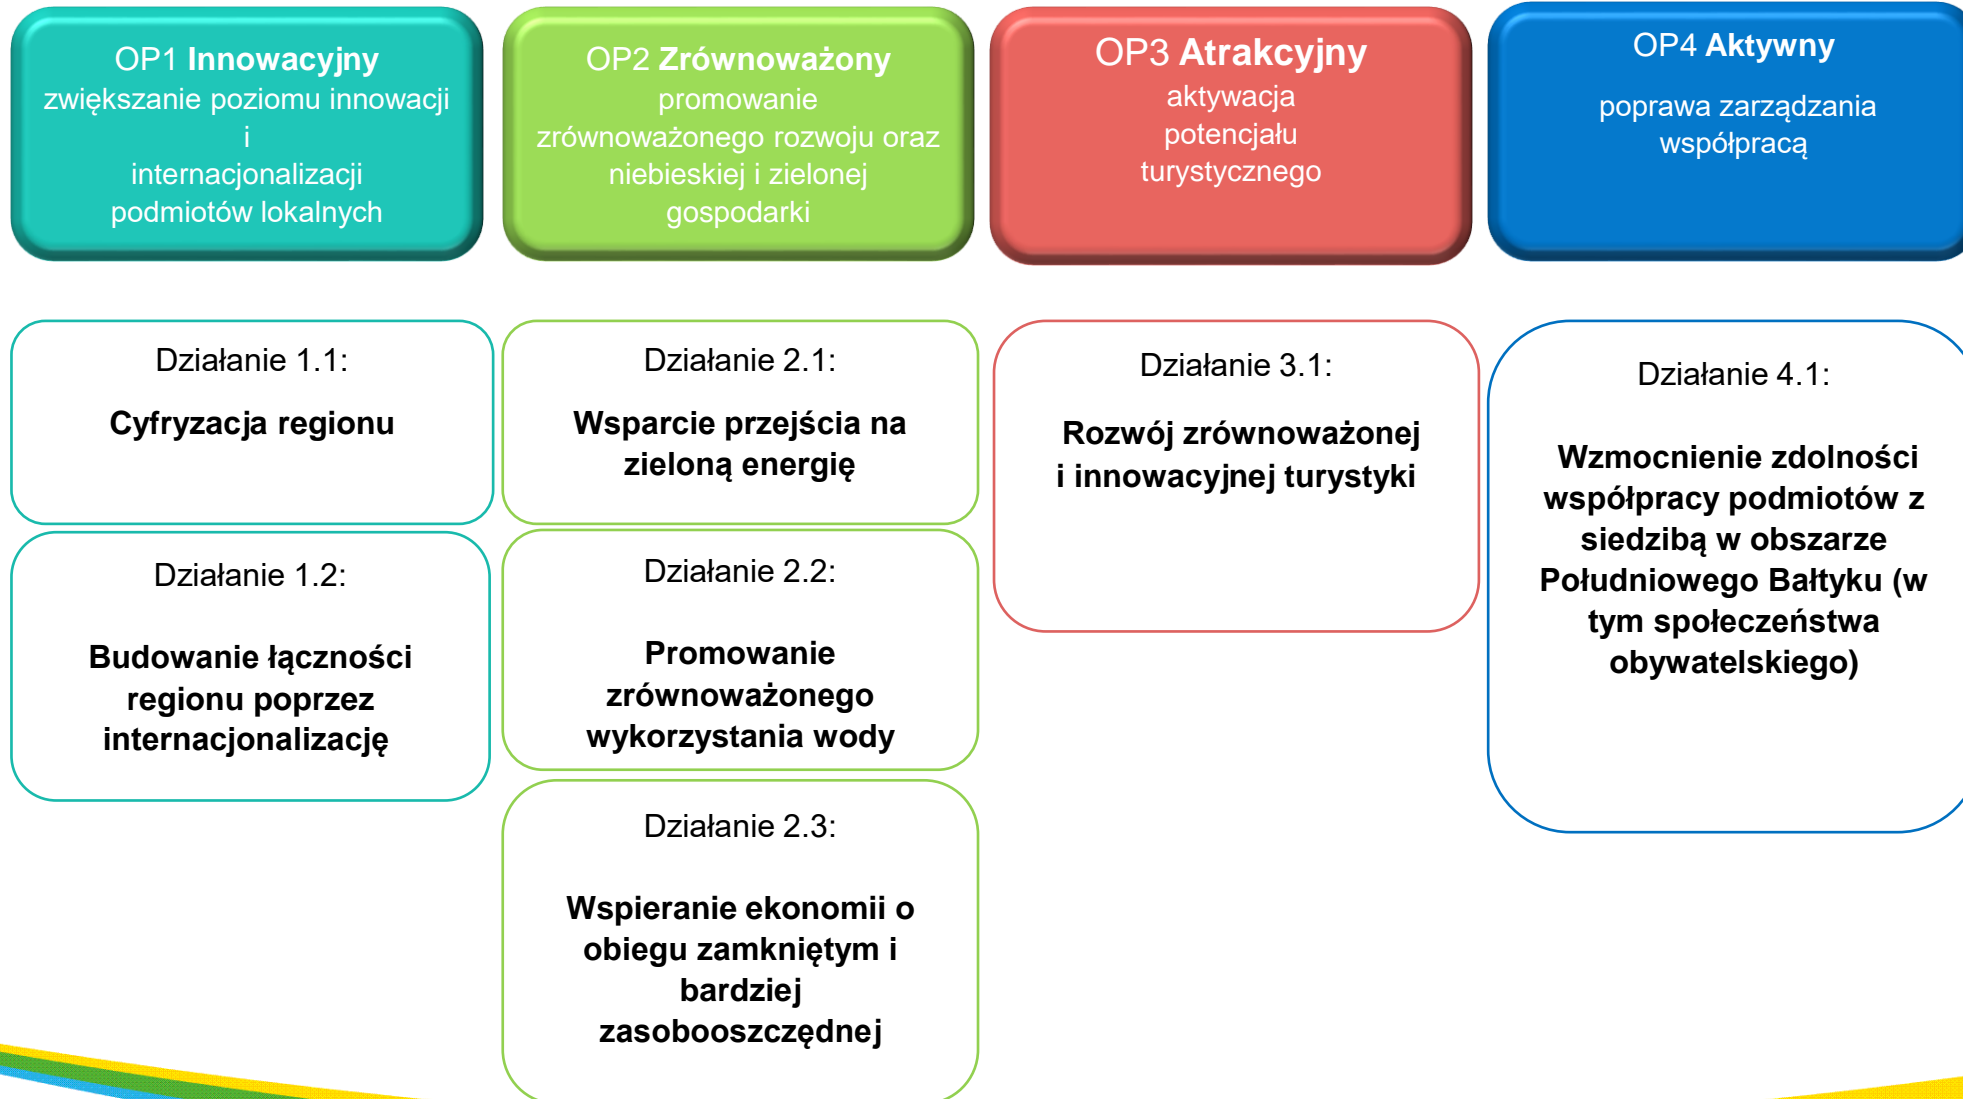 OP1 Innowacyjny
zwiększanie poziomu innowacji
i
internacjonalizacji
podmiotów lokalnych
OP2 Zrównoważony
promowanie
zrównoważonego rozwoju oraz
niebieskiej i zielonej
gospodarki
OP3 Atrakcyjny
aktywacja
potencjału
turystycznego
OP4 Aktywny
poprawa zarządzania
współpracą
Działanie 1.1:
Cyfryzacja regionu
Działanie 1.2:
Budowanie łączności
regionu poprzez
internacjonalizację
Działanie 2.1:
Wsparcie przejścia na
zieloną energię
Działanie 2.2:
Promowanie
zrównoważonego
wykorzystania wody
Działanie 2.3:
Wspieranie ekonomii o
obiegu zamkniętym i
bardziej
zasobooszczędnej
Działanie 3.1:
Rozwój zrównoważonej
i innowacyjnej turystyki
Działanie 4.1:
Wzmocnienie zdolności
współpracy podmiotów z
siedzibą w obszarze
Południowego Bałtyku (w
tym społeczeństwa
obywatelskiego)